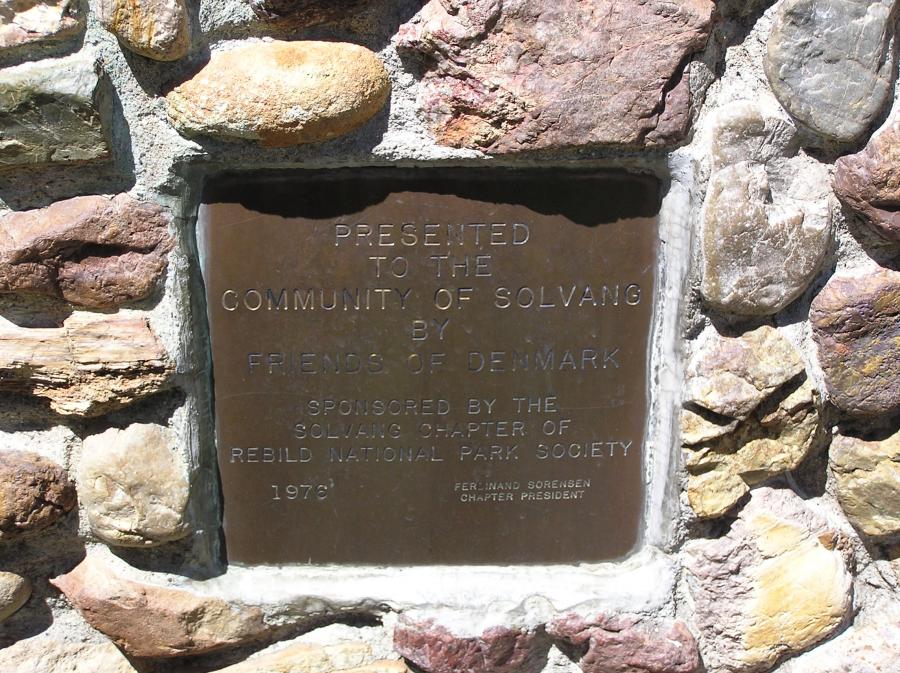 PRESENTED
TO THE
COMMUNITY OF SOLVANG
BY
FRIENDS OF DENMARK
SPONSORED BY THE
SOLVANG CHAPTER OF
REBILD NATIONAL PARK SOCIETY
1976
FERDINAND SORENSEN
CHAPTER PRESIDENT